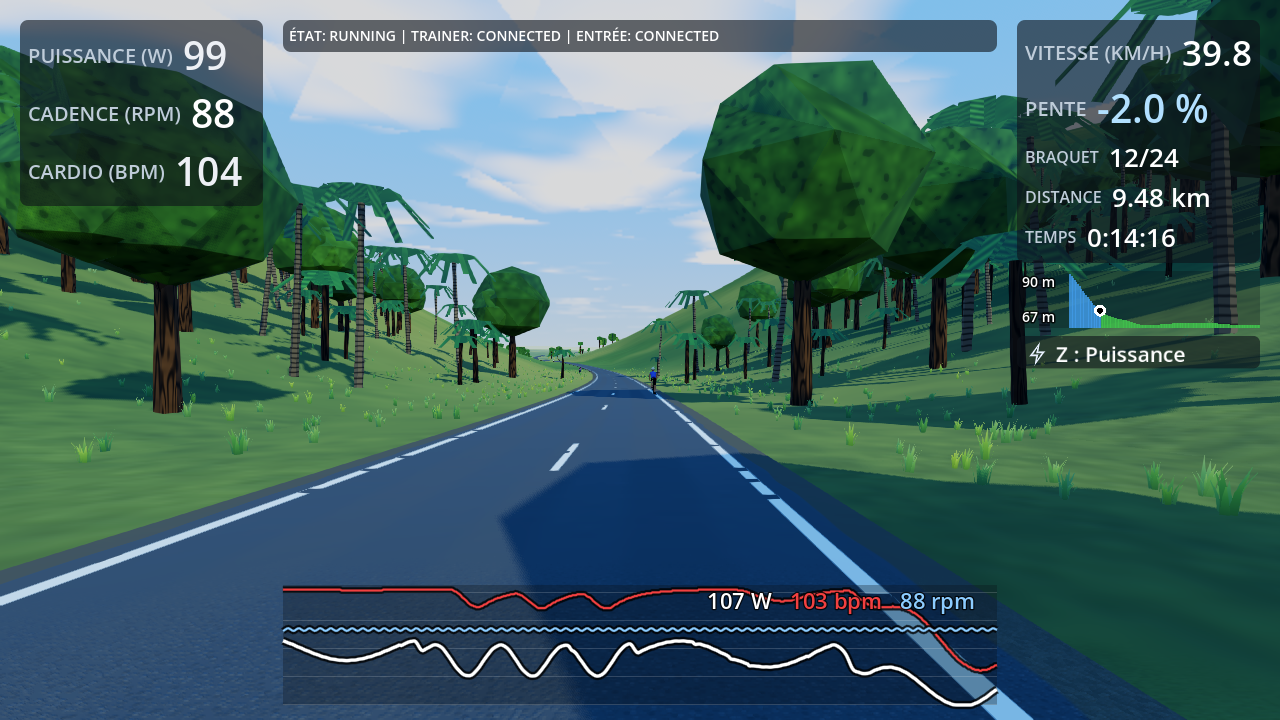 PUISSANCE (W) 99
CADENCE (RPM) 88
CARDIO (BPM) 104
ÉTAT: RUNNING | TRAINER: CONNECTED | ENTRÉE: CONNECTED
VITESSE (KM/H) 39.8
PENTE -2.0 %
BRAQUET 12/24
DISTANCE 9.48 km
TEMPS 0:14:16
90 m
67 m
Z : Puissance
107 W 103 bpm 88 rpm